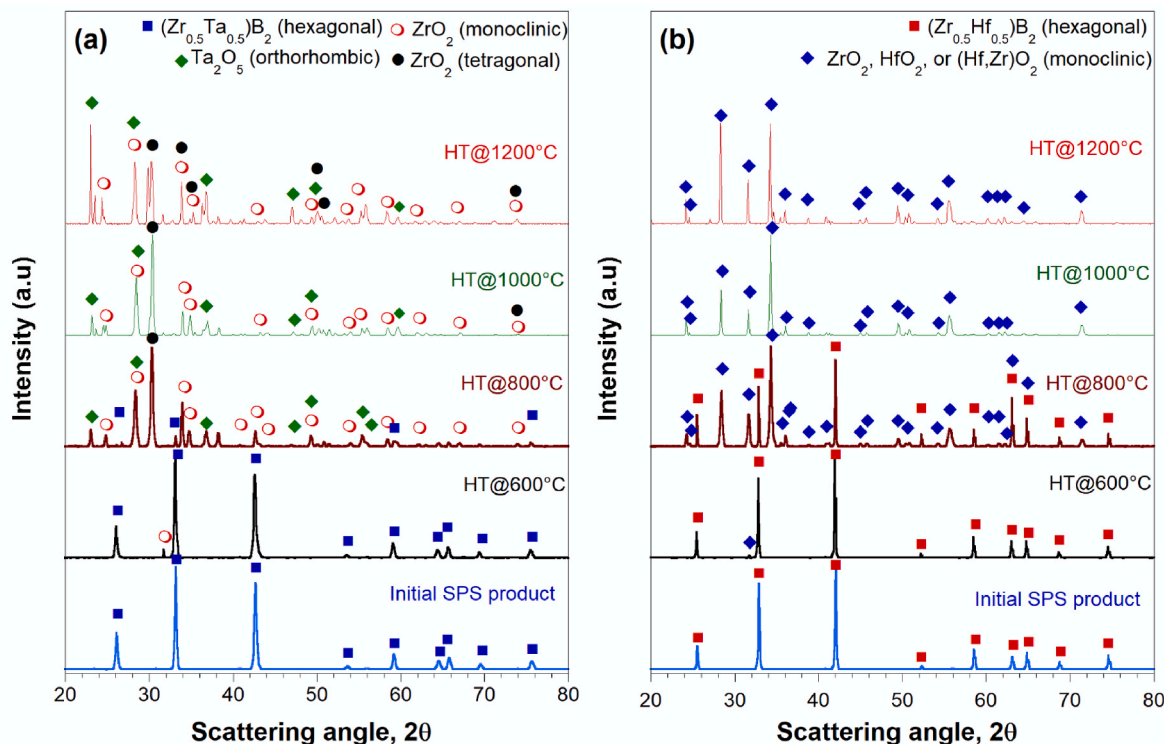 (a)
(Zr0.5Ta0.5)B2 (hexagonal)
ZrO2 (monoclinic)
Ta2O5 (orthorhombic)
ZrO2 (tetragonal)
HT@1200°C
HT@1000°C
HT@800°C
HT@600°C
Initial SPS product
Intensity (a.u)
20 30 40 50 60 70 80
Scattering angle, 2θ
(b)
(Zr0.5Hf0.5)B2 (hexagonal)
ZrO2, HfO2, or (Hf,Zr)O2 (monoclinic)
HT@1200°C
HT@1000°C
HT@800°C
HT@600°C
Initial SPS product
Intensity (a.u)
20 30 40 50 60 70 80
Scattering angle, 2θ